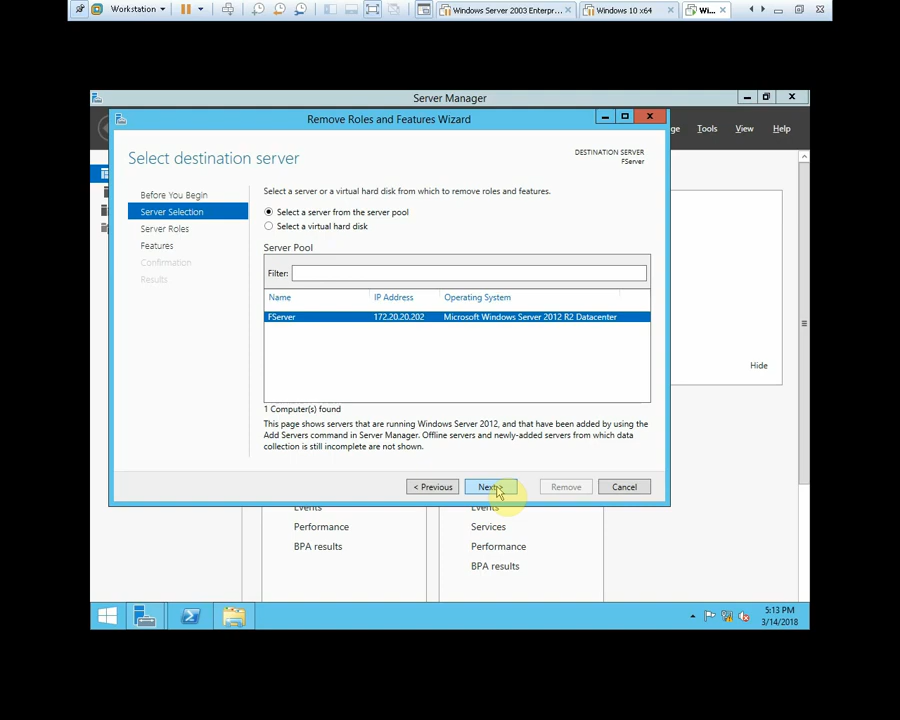 Workstation
Windows Server 2003 Enterpr...
Windows 10 x64
Wi...
Server Manager
Tools
View
Help
Remove Roles and Features Wizard
Select destination server
DESTINATION SERVER
FServer
Before You Begin
Server Selection
Server Roles
Features
Confirmation
Results
Select a server or a virtual hard disk from which to remove roles and features.
Select a server from the server pool
Select a virtual hard disk
Server Pool
Filter:
Name IP Address Operating System
FServer 172.20.20.202 Microsoft Windows Server 2012 R2 Datacenter
1 Computer(s) found
This page shows servers that are running Windows Server 2012, and that have been added by using the
Add Servers command in Server Manager. Offline servers and newly-added servers from which data
collection is still incomplete are not shown.
Hide
< Previous
Next >
Remove
Cancel
Events
Performance
BPA results
Events
Services
Performance
BPA results
5:13 PM
3/14/2018